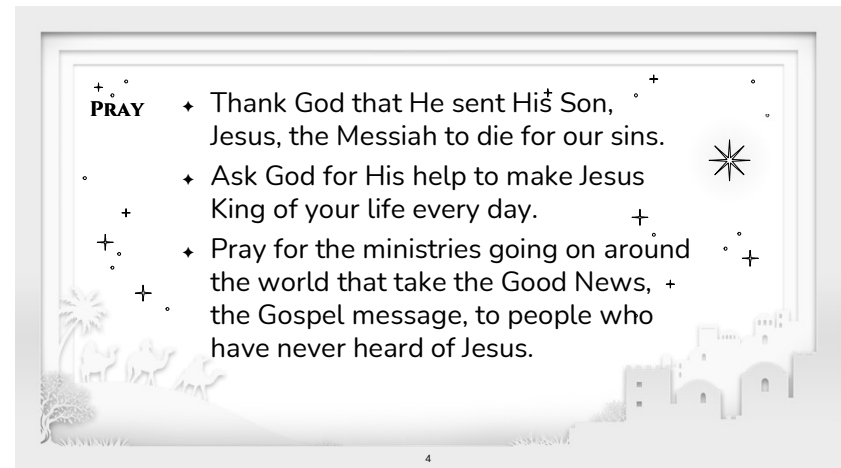 Pray
✦ Thank God that He sent His Son,
Jesus, the Messiah to die for our sins.
✦ Ask God for His help to make Jesus
King of your life every day.
✦ Pray for the ministries going on around
the world that take the Good News,
the Gospel message, to people who
have never heard of Jesus.
4